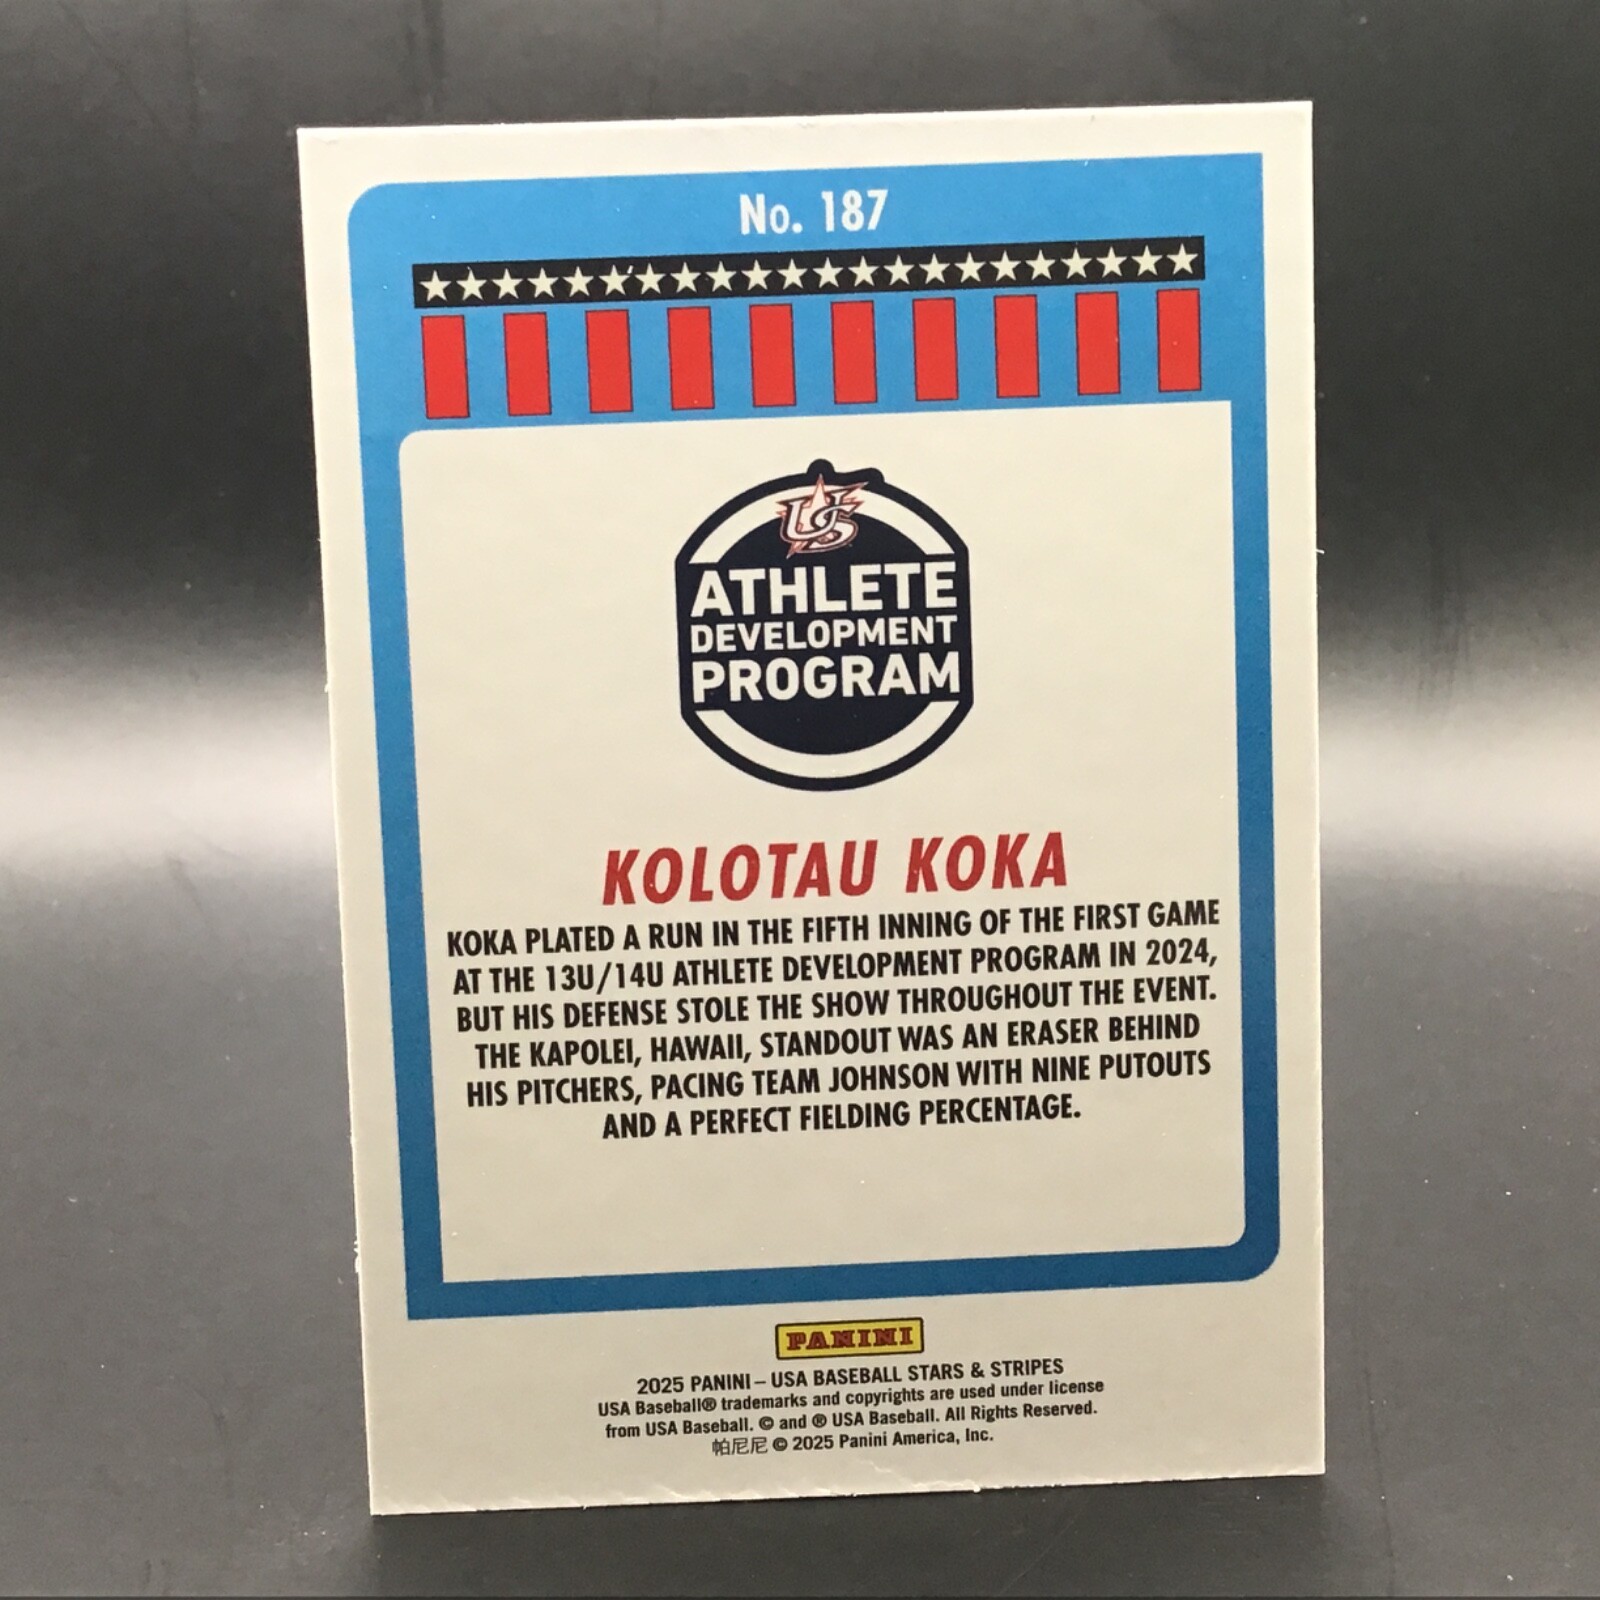 No. 187
US
ATHLETE
DEVELOPMENT
PROGRAM
KOLOTAU KOKA
KOKA PLATED A RUN IN THE FIFTH INNING OF THE FIRST GAME
AT THE 13U/14U ATHLETE DEVELOPMENT PROGRAM IN 2024,
BUT HIS DEFENSE STOLE THE SHOW THROUGHOUT THE EVENT.
THE KAPOLEI, HAWAII, STANDOUT WAS AN ERASER BEHIND
HIS PITCHERS, PACING TEAM JOHNSON WITH NINE PUTOUTS
AND A PERFECT FIELDING PERCENTAGE.
PANINI
2025 PANINI – USA BASEBALL STARS & STRIPES
USA Baseball® trademarks and copyrights are used under license
from USA Baseball. © and ® USA Baseball. All Rights Reserved.
帕尼尼 © 2025 Panini America, Inc.